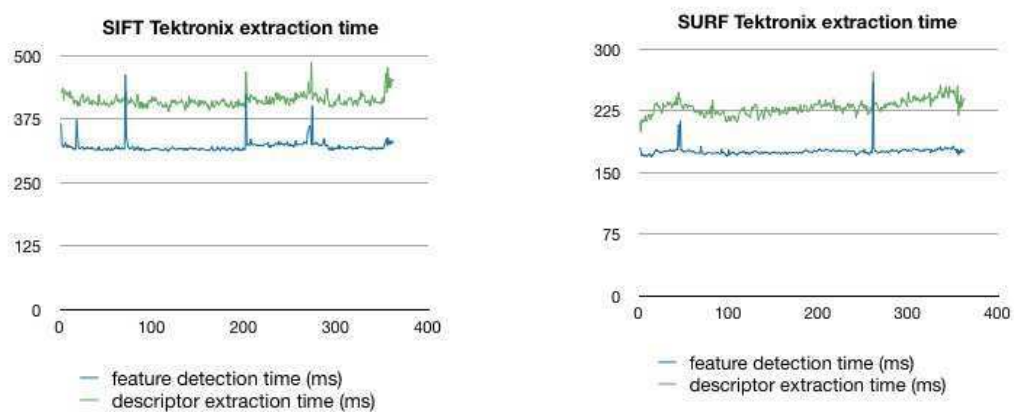 SIFT Tektronix extraction time
500
375
250
125
0
0 100 200 300 400
feature detection time (ms)
descriptor extraction time (ms)
SURF Tektronix extraction time
300
225
150
75
0
0 100 200 300 400
feature detection time (ms)
descriptor extraction time (ms)